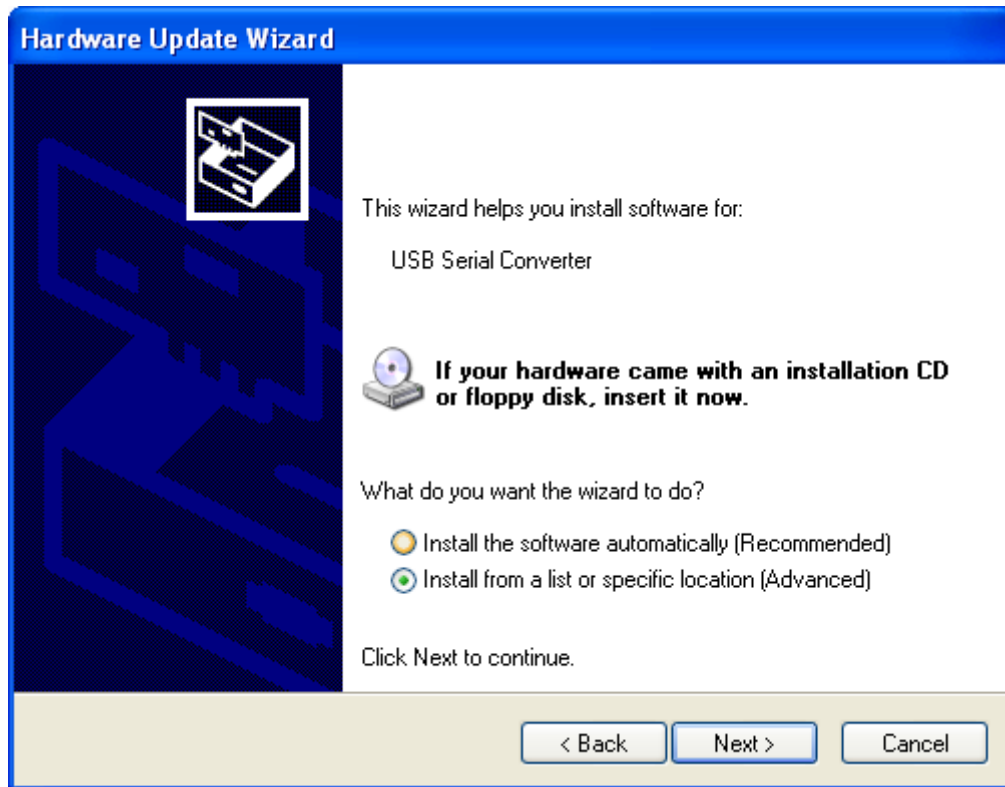 Hardware Update Wizard
This wizard helps you install software for:
USB Serial Converter
If your hardware came with an installation CD
or floppy disk, insert it now.
What do you want the wizard to do?
Install the software automatically (Recommended)
Install from a list or specific location (Advanced)
Click Next to continue.
< Back Next > Cancel